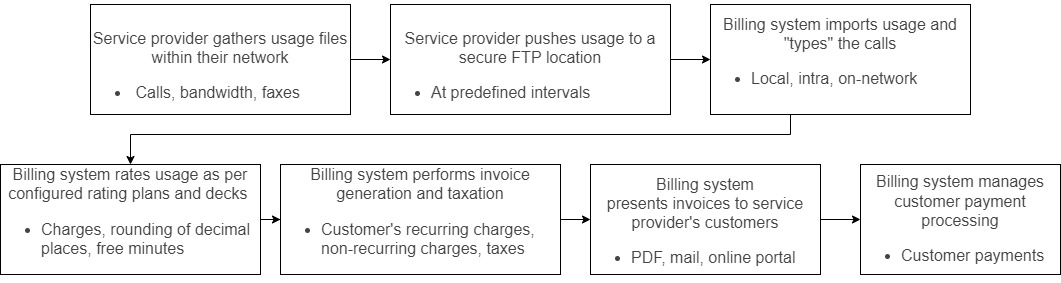 Service provider gathers usage files
within their network
• Calls, bandwidth, faxes
Service provider pushes usage to a
secure FTP location
• At predefined intervals
Billing system imports usage and
"types" the calls
• Local, intra, on-network
Billing system rates usage as per
configured rating plans and decks
• Charges, rounding of decimal
places, free minutes
Billing system performs invoice
generation and taxation
• Customer's recurring charges,
non-recurring charges, taxes
Billing system
presents invoices to service
provider's customers
• PDF, mail, online portal
Billing system manages
customer payment
processing
• Customer payments